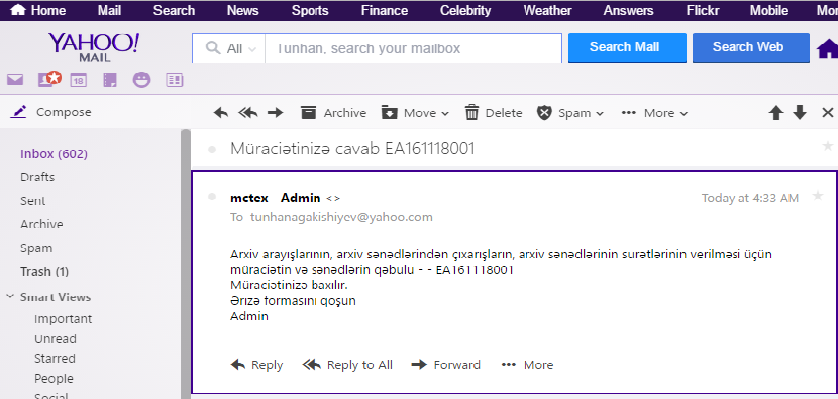 Home Mail Search News Sports Finance Celebrity Weather Answers Flickr Mobile Mo
YAHOO! MAIL
All Tunhan, search your mailbox Search Mail Search Web
18
Compose Archive Move Delete Spam More
Inbox (602)
Drafts
Sent
Archive
Spam
Trash (1)
Smart Views
Important
Unread
Starred
People
Social
Müraciətinizə cavab EA161118001
mctex Admin <> Today at 4:33 AM
To tunhanagakishiyev@yahoo.com
Arxiv arayışlarının, arxiv sənədlərindən çıxarışların, arxiv sənədlərinin surətlərinin verilməsi üçün
müraciətin və sənədlərin qəbulu - - EA161118001
Müraciətinizə baxılır.
Ərizə formasını qoşun
Admin
Reply Reply to All Forward More